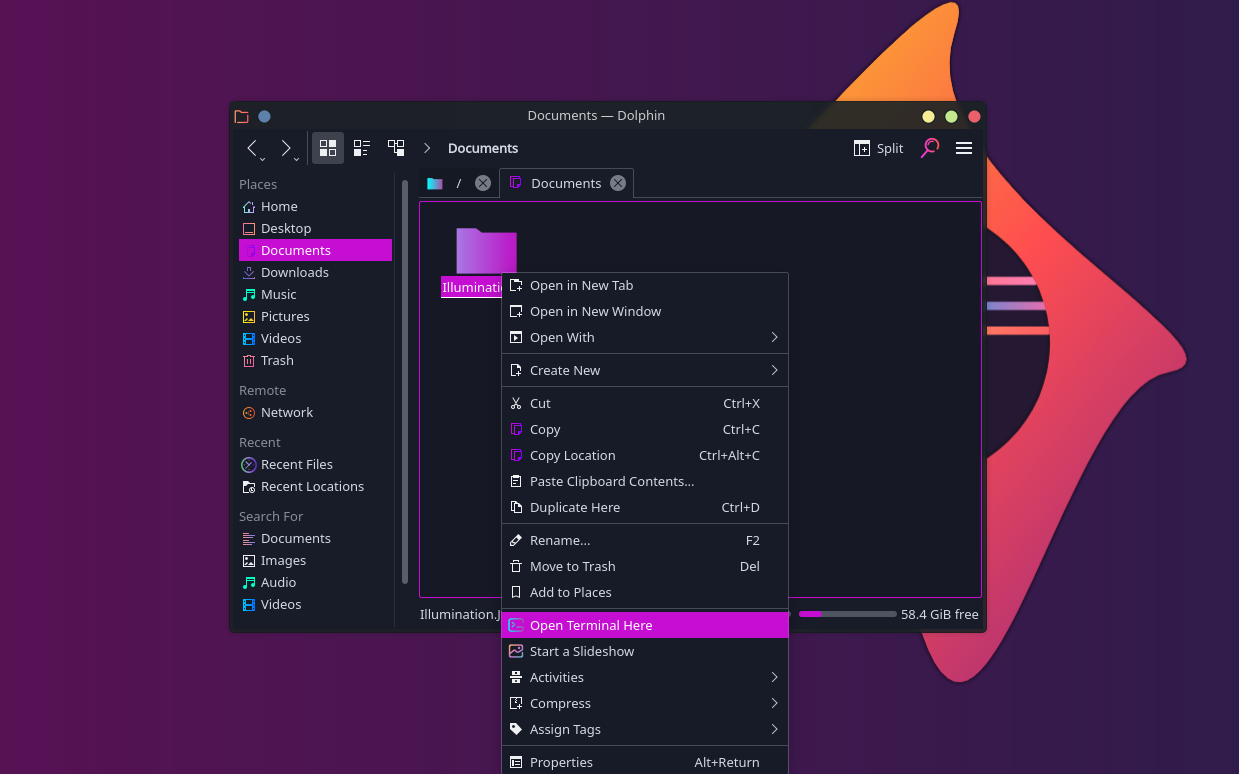 Documents — Dolphin
Documents
Split
/
Documents
Places
Home
Desktop
Documents
Downloads
Music
Pictures
Videos
Trash
Remote
Network
Recent
Recent Files
Recent Locations
Search For
Documents
Images
Audio
Videos
Open in New Tab
Open in New Window
Open With
Create New
Cut Ctrl+X
Copy Ctrl+C
Copy Location Ctrl+Alt+C
Paste Clipboard Contents...
Duplicate Here Ctrl+D
Rename... F2
Move to Trash Del
Add to Places
Open Terminal Here
Start a Slideshow
Activities
Compress
Assign Tags
Properties Alt+Return
58.4 GiB free